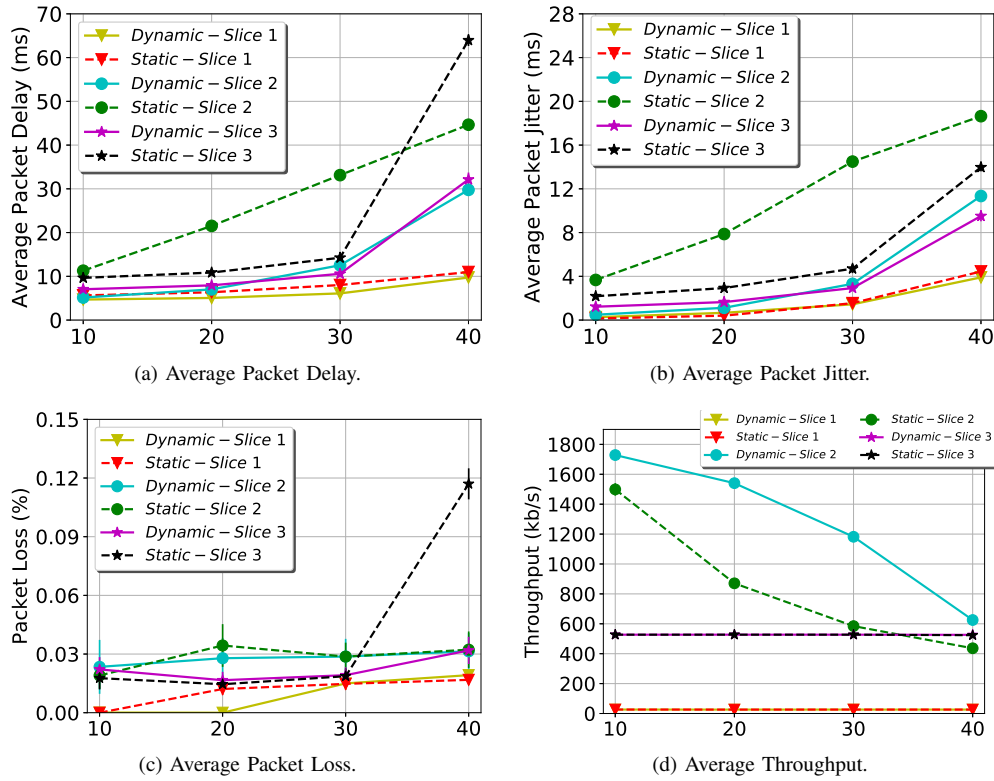 70
60
50
40
30
20
10
0
Average Packet Delay (ms)
Dynamic − Slice 1
Static − Slice 1
Dynamic − Slice 2
Static − Slice 2
Dynamic − Slice 3
Static − Slice 3
10 20 30 40
(a) Average Packet Delay.
28
24
20
16
12
8
4
0
Average Packet Jitter (ms)
Dynamic − Slice 1
Static − Slice 1
Dynamic − Slice 2
Static − Slice 2
Dynamic − Slice 3
Static − Slice 3
10 20 30 40
(b) Average Packet Jitter.
0.15
0.12
0.09
0.06
0.03
0.00
Packet Loss (%)
Dynamic − Slice 1
Static − Slice 1
Dynamic − Slice 2
Static − Slice 2
Dynamic − Slice 3
Static − Slice 3
10 20 30 40
(c) Average Packet Loss.
Dynamic − Slice 1 Static − Slice 2
Static − Slice 1 Dynamic − Slice 3
Dynamic − Slice 2 Static − Slice 3
1800
1600
1400
1200
1000
800
600
400
200
0
Throughput (kb/s)
10 20 30 40
(d) Average Throughput.